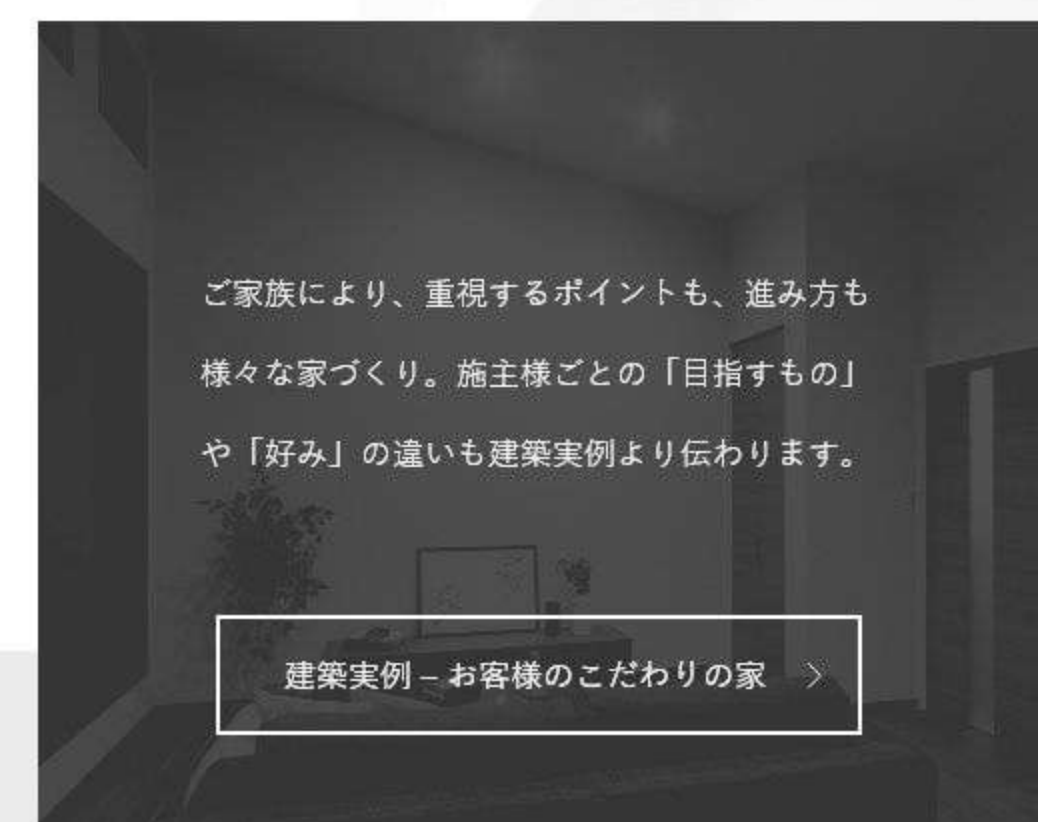 ご家族により、重視するポイントも、進み方も
様々な家づくり。施主様ごとの「目指すもの」
や「好み」の違いも建築実例より伝わります。
建築実例 – お客様のこだわりの家